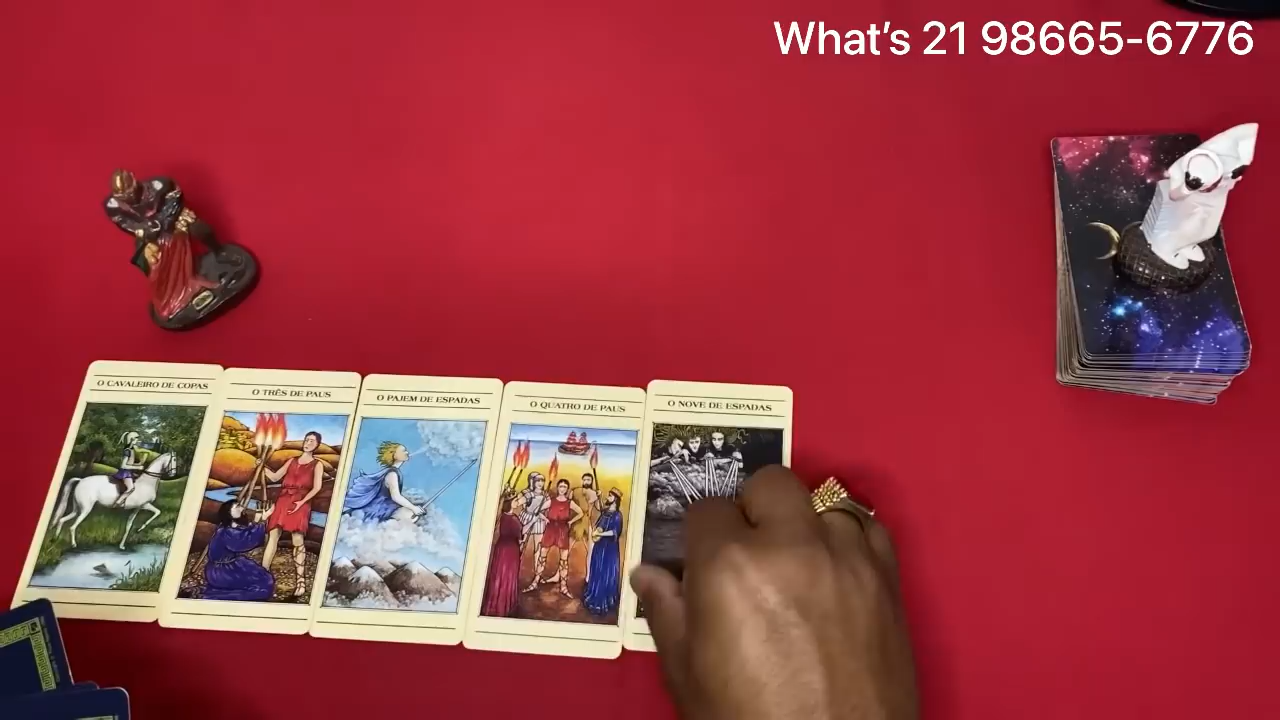 What's 21 98665-6776
O CAVALEIRO DE COPAS
O TRÊS DE PAUS
O PAJEM DE ESPADAS
O QUATRO DE PAUS
O NOVE DE ESPADAS